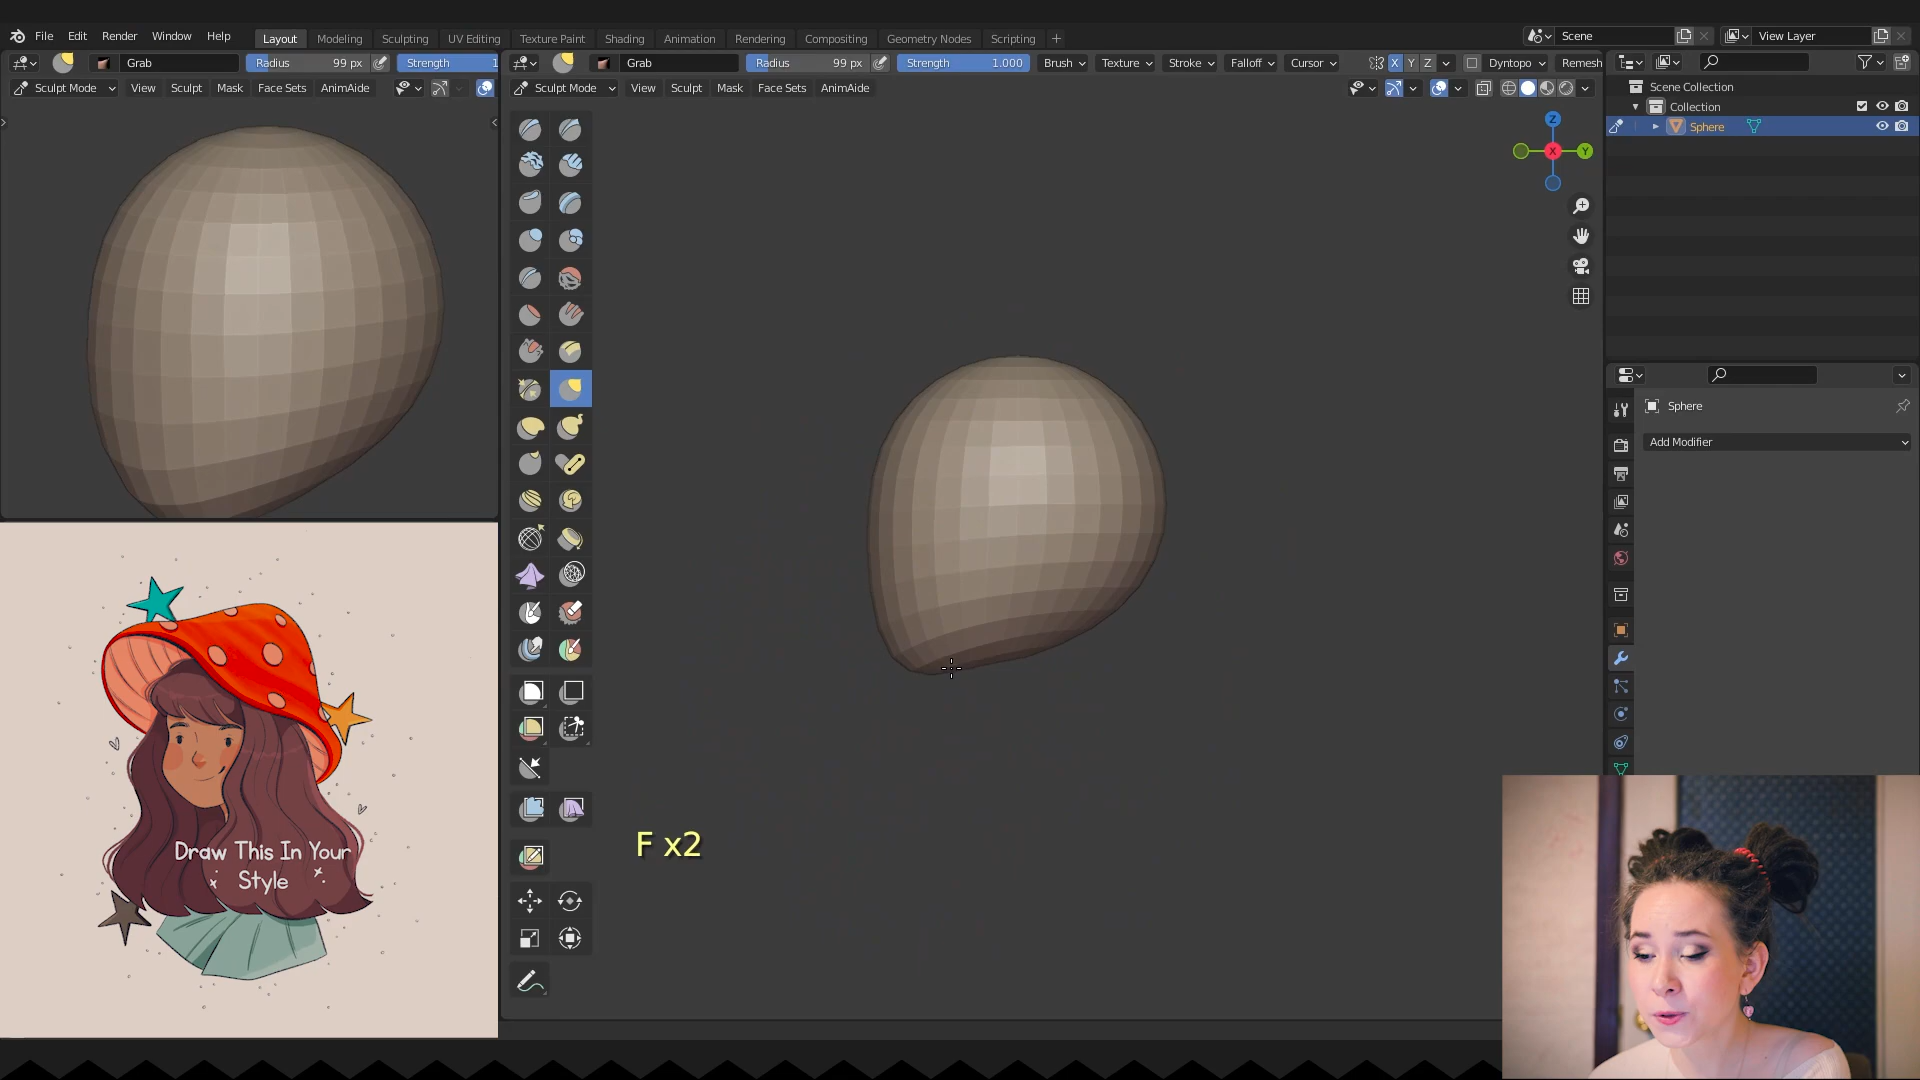 File Edit Render Window Help Layout Modeling Sculpting UV Editing Texture Paint Shading Animation Rendering Compositing Geometry Nodes Scripting + Scene View Layer
Grab Radius 99 px Strength 1 Grab Radius 99 px Strength 1.000 Brush Texture Stroke Falloff Cursor X Y Z Dyntopo Remesh
Sculpt Mode View Sculpt Mask Face Sets AnimAide Sculpt Mode View Sculpt Mask Face Sets AnimAide
Scene Collection
Collection
Sphere
Z
X
Y
Sphere
Add Modifier
F x2
Draw This In Your
Style